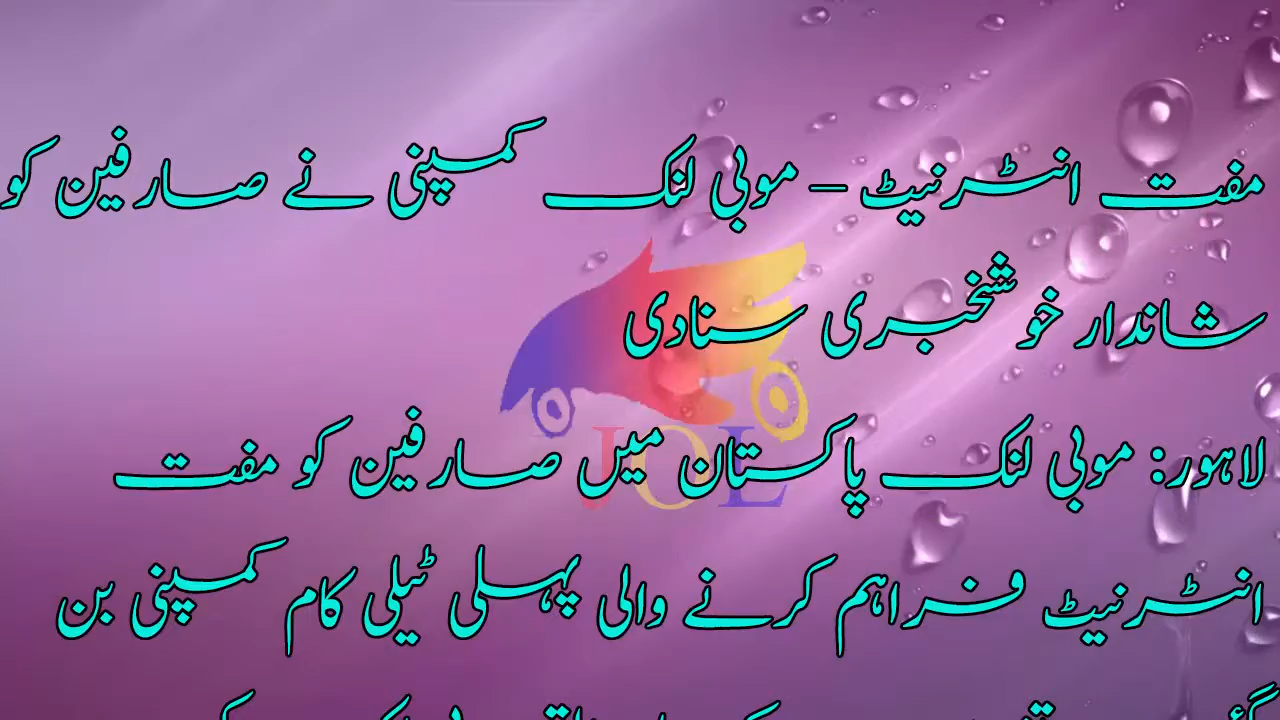 مفت انٹرنیٹ – موبی لنک کمپنی نے صارفین کو
شاندار خوشخبری سنادی
JOL
لاہور: موبی لنک پاکستان میں صارفین کو مفت
انٹرنیٹ فراہم کرنے والی پہلی ٹیلی کام کمپنی بن